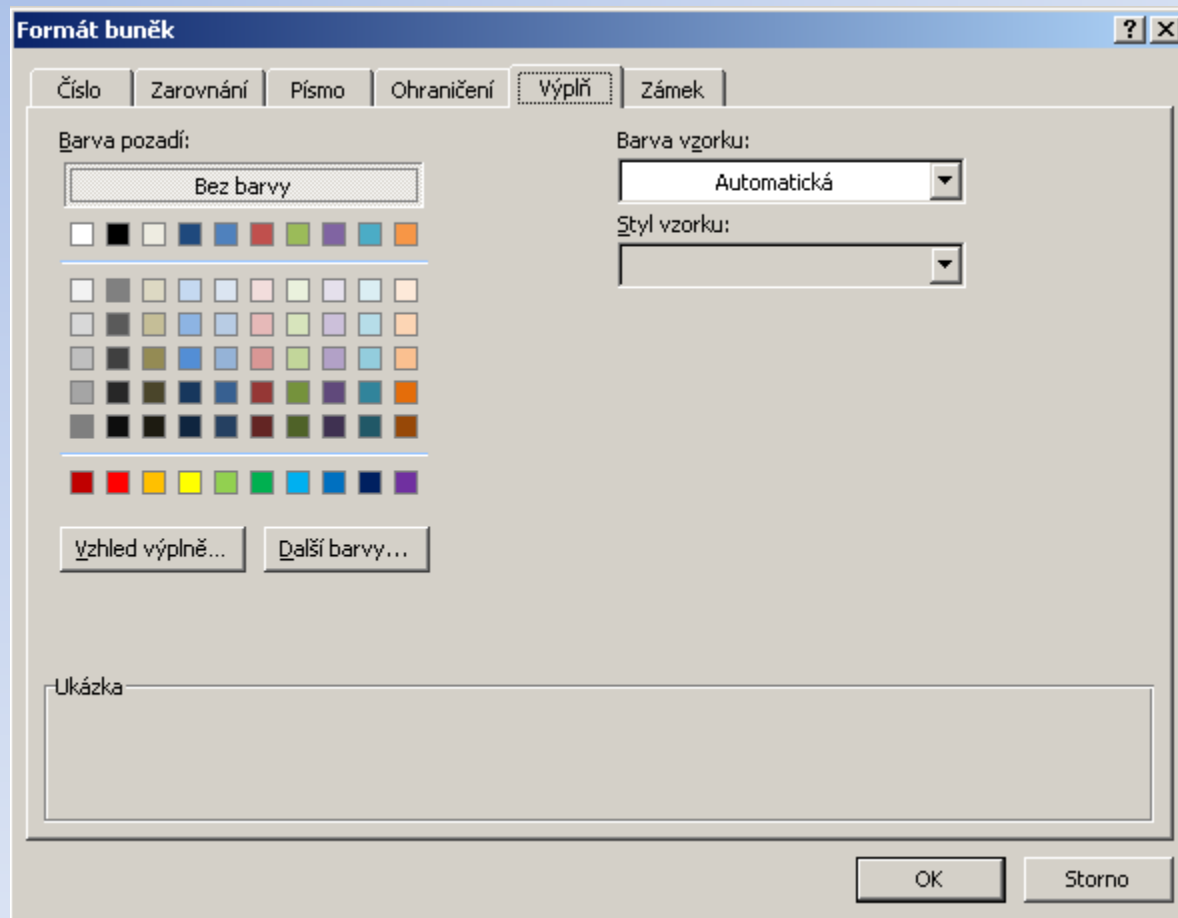 Formát buněk
Číslo Zarovnání Písmo Ohraničení Výplň Zámek
Barva pozadí:
Bez barvy
Barva vzorku:
Automatická
Styl vzorku:
Vzhled výplně... Další barvy...
Ukázka
OK Storno